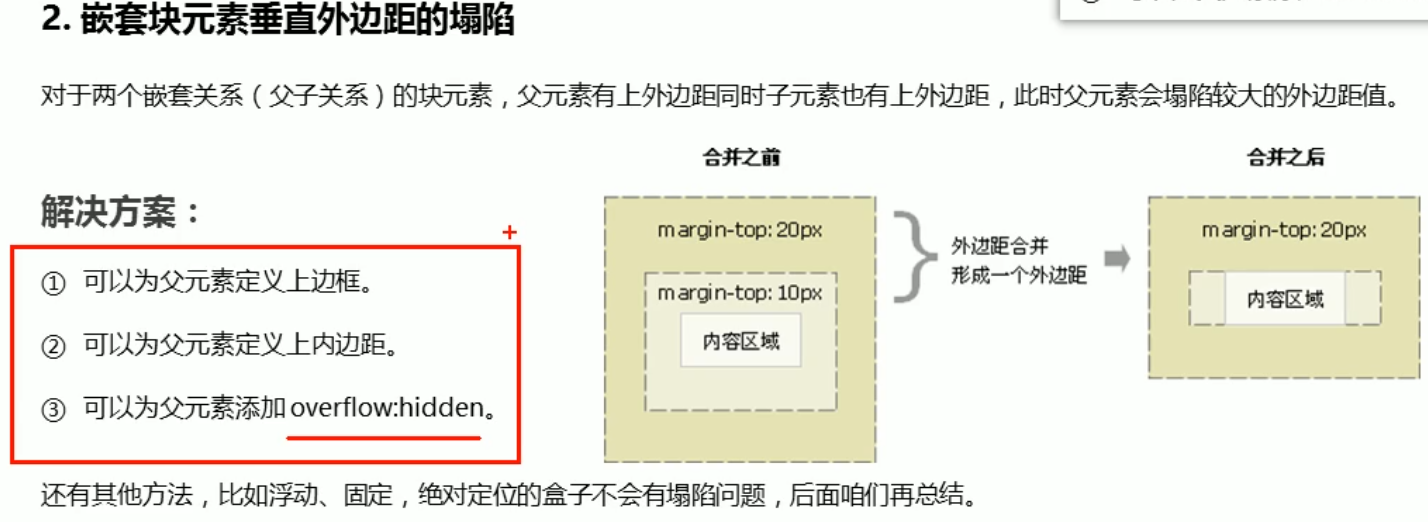 2. 嵌套块元素垂直外边距的塌陷
对于两个嵌套关系（父子关系）的块元素，父元素有上外边距同时子元素也有上外边距，此时父元素会塌陷较大的外边距值。
解决方案：
① 可以为父元素定义上边框。
② 可以为父元素定义上内边距。
③ 可以为父元素添加overflow:hidden。
合并之前
margin-top: 20px
margin-top: 10px
内容区域
外边距合并
形成一个外边距
合并之后
margin-top: 20px
内容区域
还有其他方法，比如浮动、固定，绝对定位的盒子不会有塌陷问题，后面咱们再总结。